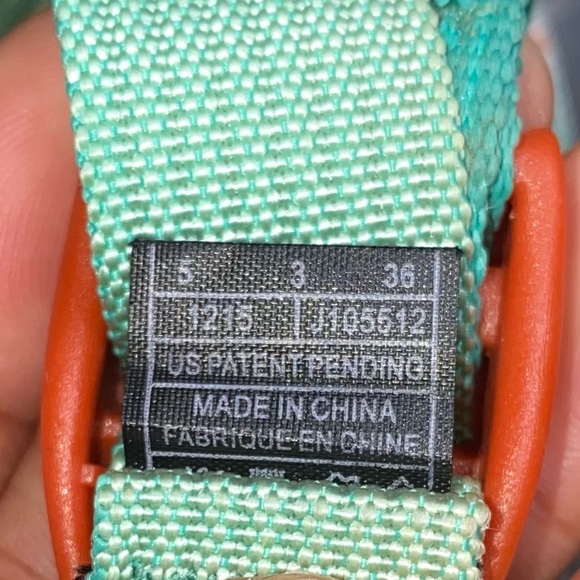 5 3 36
1215 J105512
US PATENT PENDING
MADE IN CHINA
FABRIQUE EN CHINE